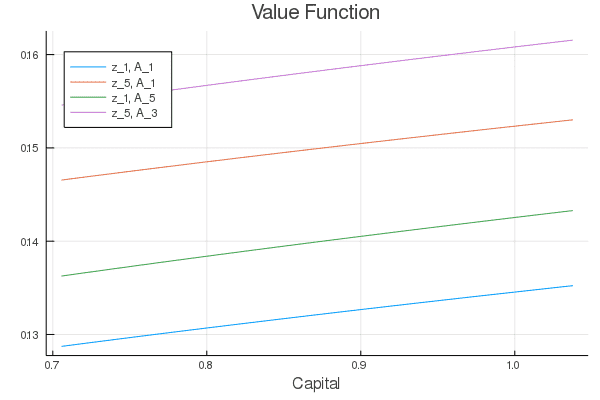 Value Function
016
015
014
013
z_1, A_1
z_5, A_1
z_1, A_5
z_5, A_3
0.7
0.8
0.9
1.0
Capital